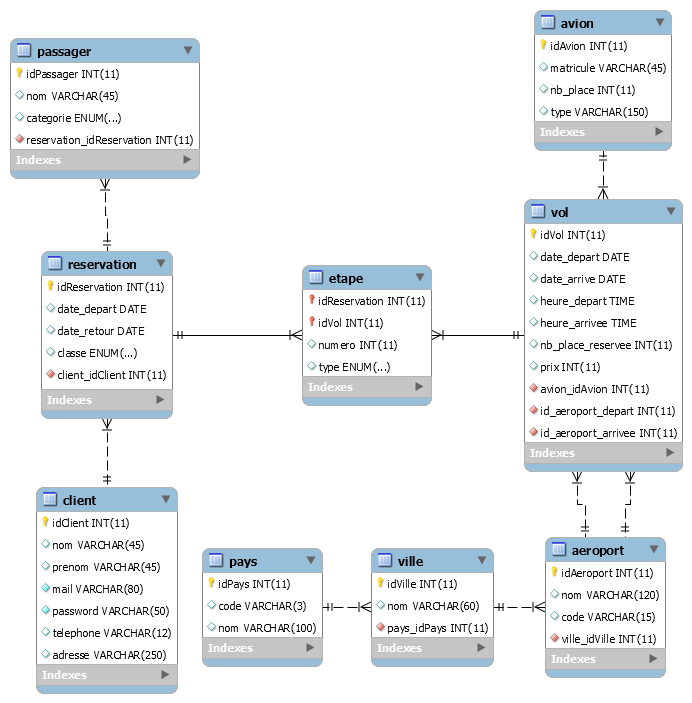 passager
idPassager INT(11)
nom VARCHAR(45)
categorie ENUM(...)
reservation_idReservation INT(11)
Indexes
avion
idAvion INT(11)
matricule VARCHAR(45)
nb_place INT(11)
type VARCHAR(150)
Indexes
reservation
idReservation INT(11)
date_depart DATE
date_retour DATE
classe ENUM(...)
client_idClient INT(11)
Indexes
etape
idReservation INT(11)
idVol INT(11)
numero INT(11)
type ENUM(...)
Indexes
vol
idVol INT(11)
date_depart DATE
date_arrive DATE
heure_depart TIME
heure_arrivee TIME
nb_place_reservee INT(11)
prix INT(11)
avion_idAvion INT(11)
id_aeroport_depart INT(11)
id_aeroport_arrivee INT(11)
Indexes
client
idClient INT(11)
nom VARCHAR(45)
prenom VARCHAR(45)
mail VARCHAR(80)
password VARCHAR(50)
telephone VARCHAR(12)
adresse VARCHAR(250)
Indexes
pays
idPays INT(11)
code VARCHAR(3)
nom VARCHAR(100)
Indexes
ville
idVille INT(11)
nom VARCHAR(60)
pays_idPays INT(11)
Indexes
aeroport
idAeroport INT(11)
nom VARCHAR(120)
code VARCHAR(15)
ville_idVille INT(11)
Indexes